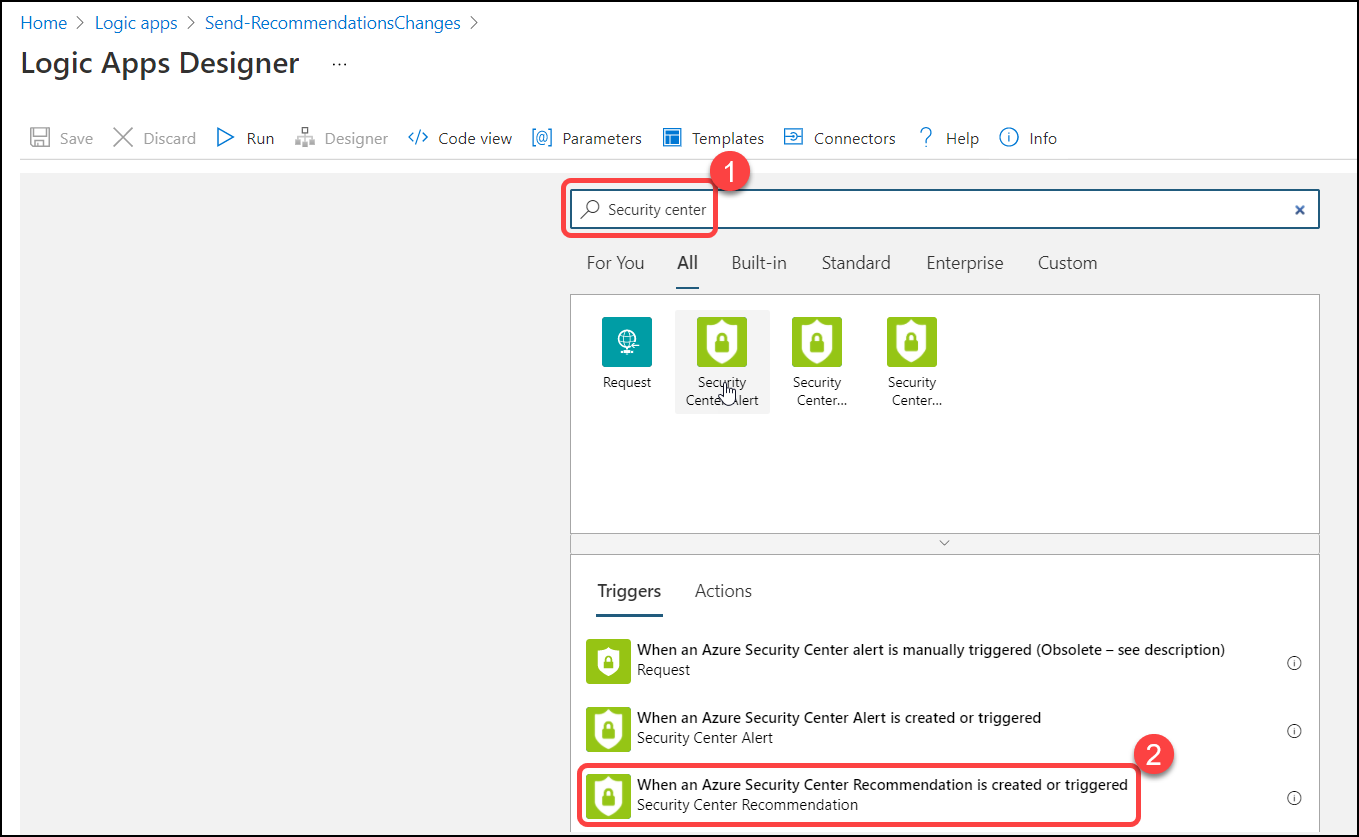 Home > Logic apps > Send-RecommendationsChanges >
Logic Apps Designer ...
Save Discard Run Designer Code view Parameters Templates Connectors Help Info
1
Security center
For You All Built-in Standard Enterprise Custom
Request
Security
Center Alert
Security
Center...
Security
Center...
Triggers Actions
When an Azure Security Center alert is manually triggered (Obsolete – see description)
Request
When an Azure Security Center Alert is created or triggered
Security Center Alert
2
When an Azure Security Center Recommendation is created or triggered
Security Center Recommendation